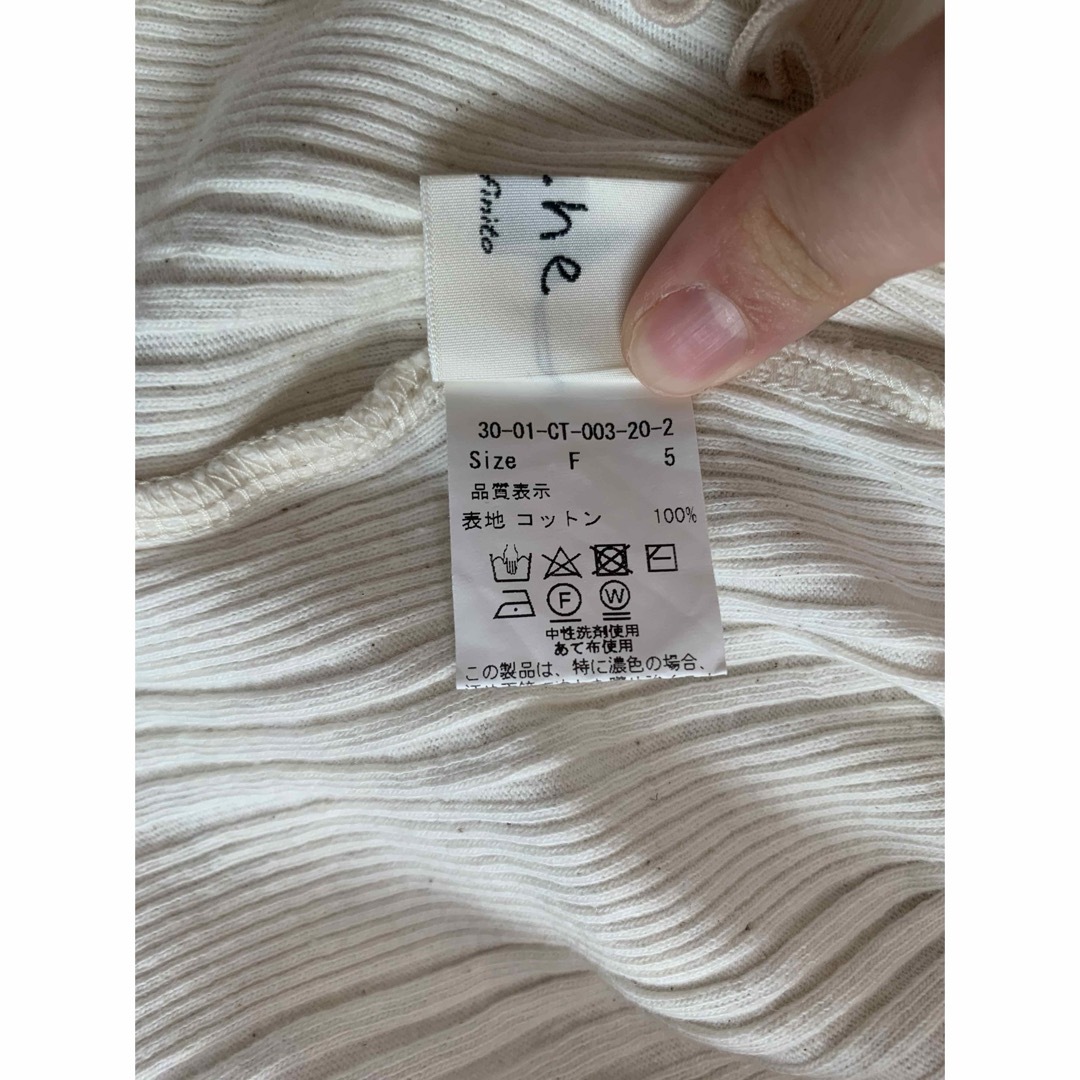 .he
finito
30-01-CT-003-20-2
Size F 5
品質表示
表地 コットン 100%
F W
中性洗剤使用
あて布使用
この製品は、特に濃色の場合、